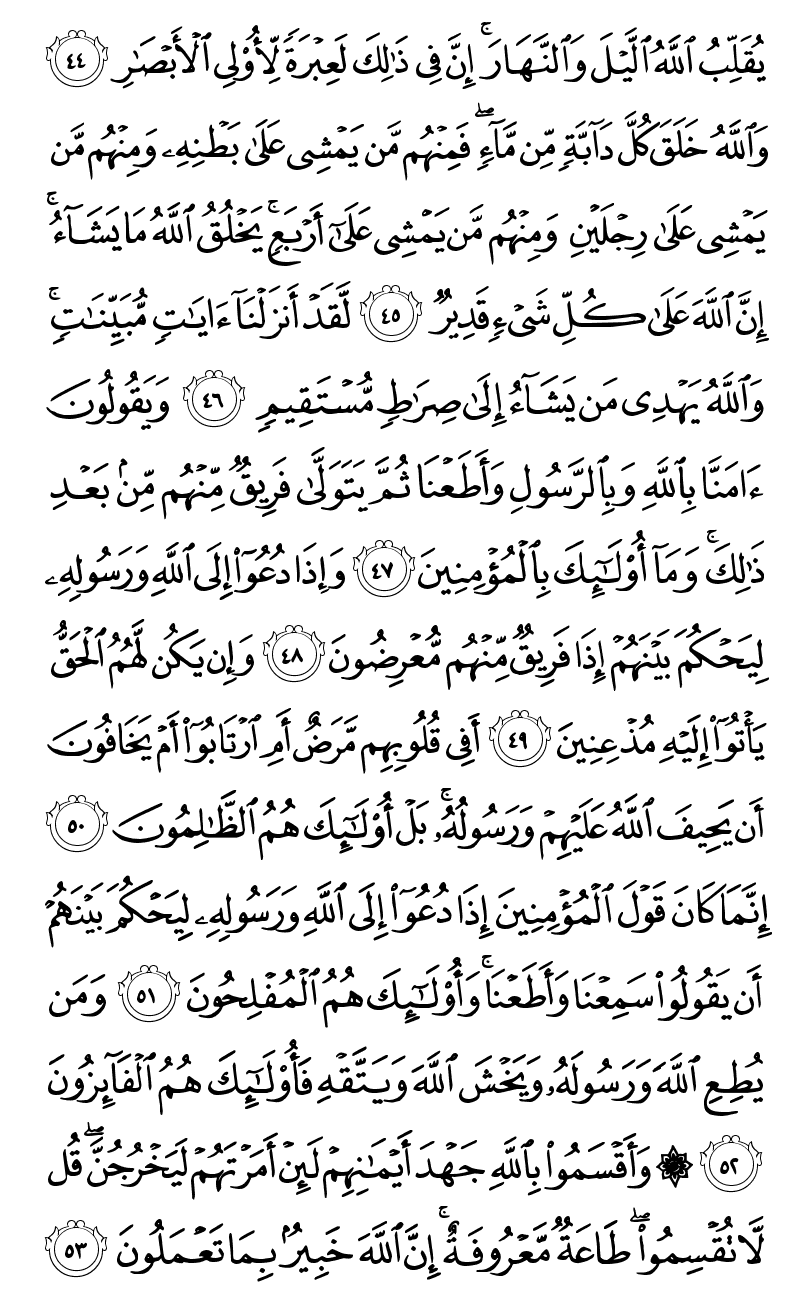 يُقَلِّبُ ٱللَّهُ ٱلَّيْلَ وَٱلنَّهَارَ ۚ إِنَّ فِى ذَٰلِكَ لَعِبْرَةً لِّأُو۟لِى ٱلْأَبْصَٰرِ ٤٤
وَٱللَّهُ خَلَقَ كُلَّ دَآبَّةٍ مِّن مَّآءٍ ۖ فَمِنْهُم مَّن يَمْشِى عَلَىٰ بَطْنِهِۦ وَمِنْهُم مَّن
يَمْشِى عَلَىٰ رِجْلَيْنِ وَمِنْهُم مَّن يَمْشِى عَلَىٰٓ أَرْبَعٍ ۚ يَخْلُقُ ٱللَّهُ مَا يَشَآءُ ۚ
إِنَّ ٱللَّهَ عَلَىٰ كُلِّ شَىْءٍ قَدِيرٌ ٤٥ لَّقَدْ أَنزَلْنَآ ءَايَٰتٍ مُّبَيِّنَٰتٍ ۚ
وَٱللَّهُ يَهْدِى مَن يَشَآءُ إِلَىٰ صِرَٰطٍ مُّسْتَقِيمٍ ٤٦ وَيَقُولُونَ
ءَامَنَّا بِٱللَّهِ وَبِٱلرَّسُولِ وَأَطَعْنَا ثُمَّ يَتَوَلَّىٰ فَرِيقٌ مِّنْهُم مِّنۢ بَعْدِ
ذَٰلِكَ ۚ وَمَآ أُو۟لَٰٓئِكَ بِٱلْمُؤْمِنِينَ ٤٧ وَإِذَا دُعُوٓا۟ إِلَى ٱللَّهِ وَرَسُولِهِۦ
لِيَحْكُمَ بَيْنَهُمْ إِذَا فَرِيقٌ مِّنْهُم مُّعْرِضُونَ ٤٨ وَإِن يَكُن لَّهُمُ ٱلْحَقُّ
يَأْتُوٓا۟ إِلَيْهِ مُذْعِنِينَ ٤٩ أَفِى قُلُوبِهِم مَّرَضٌ أَمِ ٱرْتَابُوٓا۟ أَمْ يَخَافُونَ
أَن يَحِيفَ ٱللَّهُ عَلَيْهِمْ وَرَسُولُهُۥ ۚ بَلْ أُو۟لَٰٓئِكَ هُمُ ٱلظَّٰلِمُونَ ٥٠
إِنَّمَا كَانَ قَوْلَ ٱلْمُؤْمِنِينَ إِذَا دُعُوٓا۟ إِلَى ٱللَّهِ وَرَسُولِهِۦ لِيَحْكُمَ بَيْنَهُمْ
أَن يَقُولُوا۟ سَمِعْنَا وَأَطَعْنَا ۚ وَأُو۟لَٰٓئِكَ هُمُ ٱلْمُفْلِحُونَ ٥١ وَمَن
يُطِعِ ٱللَّهَ وَرَسُولَهُۥ وَيَخْشَ ٱللَّهَ وَيَتَّقْهِ فَأُو۟لَٰٓئِكَ هُمُ ٱلْفَآئِزُونَ
٥٢ ۞ وَأَقْسَمُوا۟ بِٱللَّهِ جَهْدَ أَيْمَٰنِهِمْ لَئِنْ أَمَرْتَهُمْ لَيَخْرُجُنَّ ۖ قُل
لَّا تُقْسِمُوا۟ ۖ طَاعَةٌ مَّعْرُوفَةٌ ۚ إِنَّ ٱللَّهَ خَبِيرٌۢ بِمَا تَعْمَلُونَ ٥٣